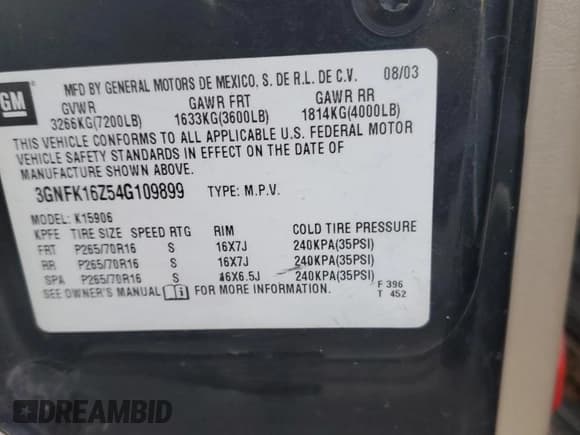 GM
MFD BY GENERAL MOTORS DE MEXICO, S. DE R.L. DE C.V. 08/03
GVWR GAWR FRT GAWR RR
3266KG(7200LB) 1633KG(3600LB) 1814KG(4000LB)
THIS VEHICLE CONFORMS TO ALL APPLICABLE U.S. FEDERAL MOTOR
VEHICLE SAFETY STANDARDS IN EFFECT ON THE DATE OF
MANUFACTURE SHOWN ABOVE.
3GNFK16Z54G109899 TYPE: M.P.V.
MODEL: K15906
KPFE TIRE SIZE SPEED RTG RIM COLD TIRE PRESSURE
FRT P265/70R16 S 16X7J 240KPA(35PSI)
RR P265/70R16 S 16X7J 240KPA(35PSI)
SPA P265/70R16 S 16X6.5J 240KPA(35PSI)
SEE OWNER'S MANUAL FOR MORE INFORMATION.
F 396
T 452
DREAMBID